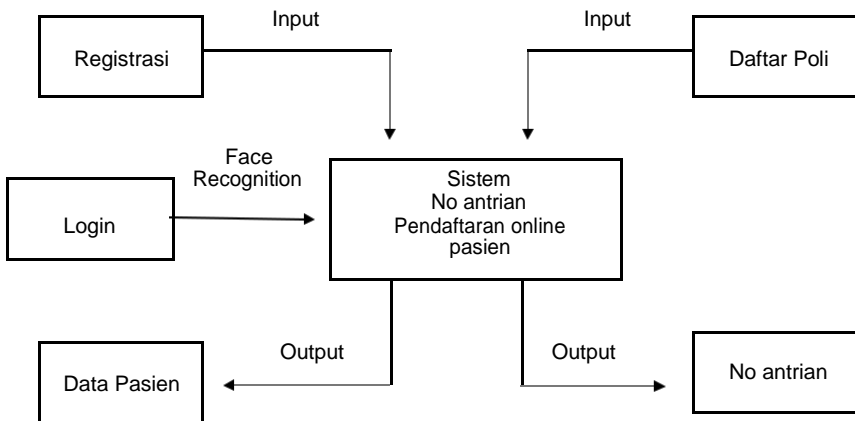 Input
Input
Registrasi
Daftar Poli
Face
Recognition
Login
Sistem
No antrian
Pendaftaran online
pasien
Output
Output
Data Pasien
No antrian